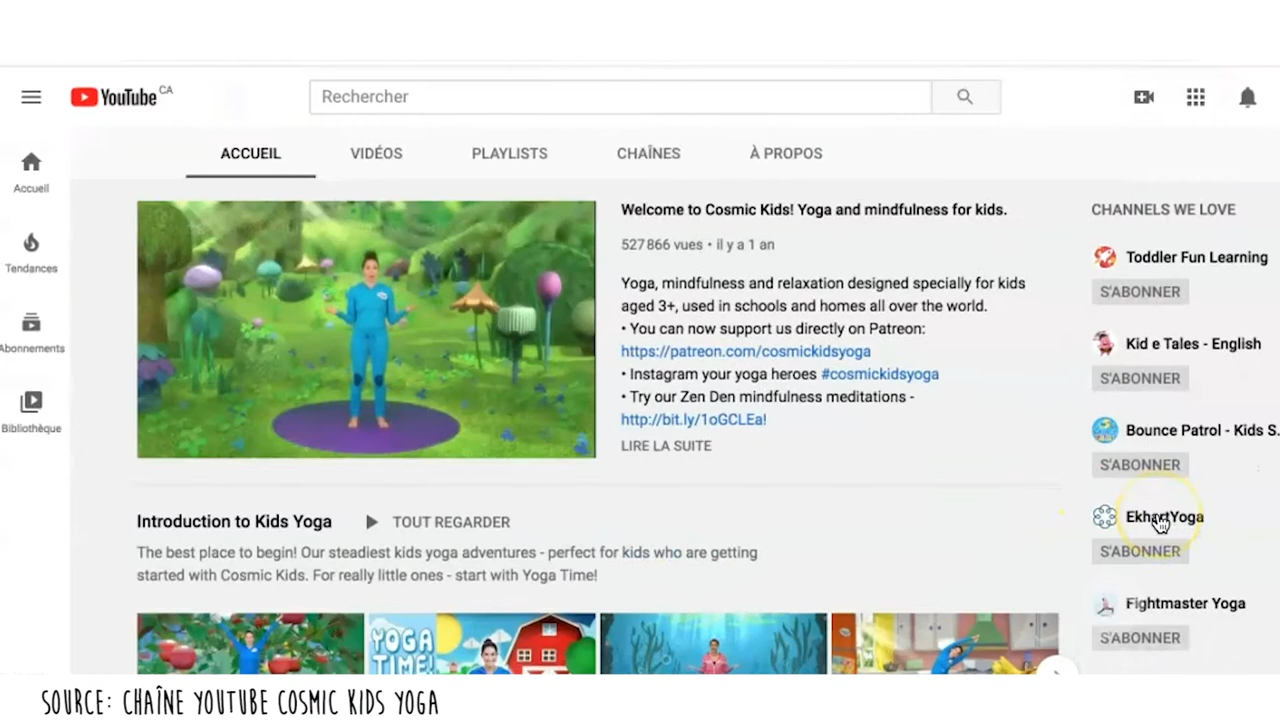 YouTube CA
Rechercher
ACCUEIL VIDÉOS PLAYLISTS CHAÎNES À PROPOS
Accueil
Tendances
Abonnements
Bibliothèque
Welcome to Cosmic Kids! Yoga and mindfulness for kids.
527 866 vues • il y a 1 an
Yoga, mindfulness and relaxation designed specially for kids
aged 3+, used in schools and homes all over the world.
• You can now support us directly on Patreon:
https://patreon.com/cosmickidsyoga
• Instagram your yoga heroes #cosmickidsyoga
• Try our Zen Den mindfulness meditations -
http://bit.ly/1oGCLEa!
LIRE LA SUITE
CHANNELS WE LOVE
Toddler Fun Learning
S'ABONNER
Kid e Tales - English
S'ABONNER
Bounce Patrol - Kids S.
S'ABONNER
EkhartYoga
S'ABONNER
Fightmaster Yoga
S'ABONNER
Introduction to Kids Yoga TOUT REGARDER
The best place to begin! Our steadiest kids yoga adventures - perfect for kids who are getting
started with Cosmic Kids. For really little ones - start with Yoga Time!
YOGA
TIME!
SOURCE: CHAÎNE YOUTUBE COSMIC KIDS YOGA